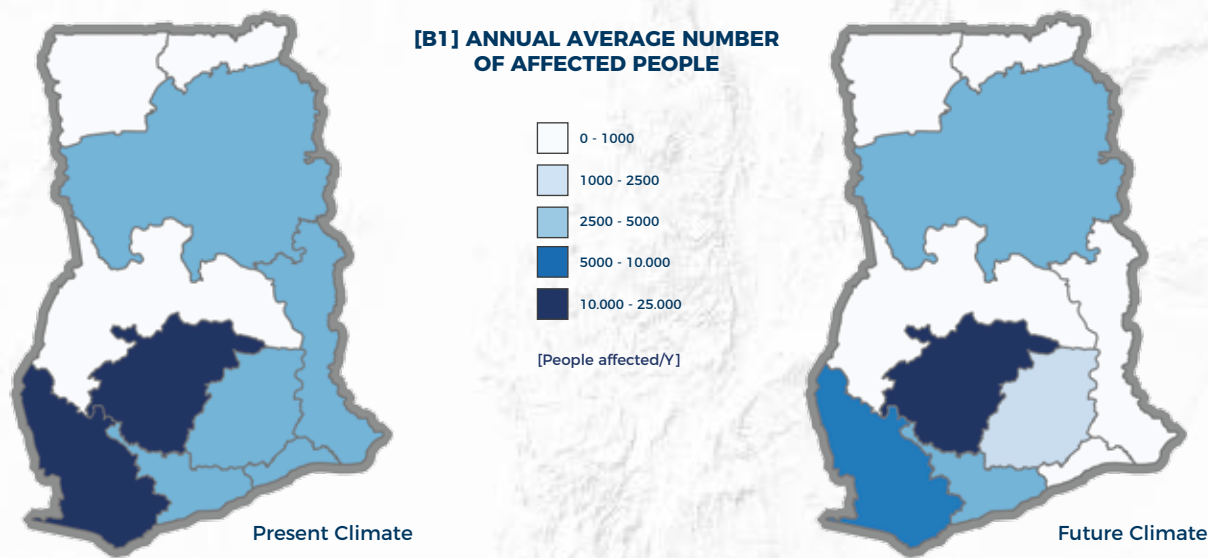 [B1] ANNUAL AVERAGE NUMBER
OF AFFECTED PEOPLE
0 - 1000
1000 - 2500
2500 - 5000
5000 - 10.000
10.000 - 25.000
[People affected/Y]
Present Climate
Future Climate